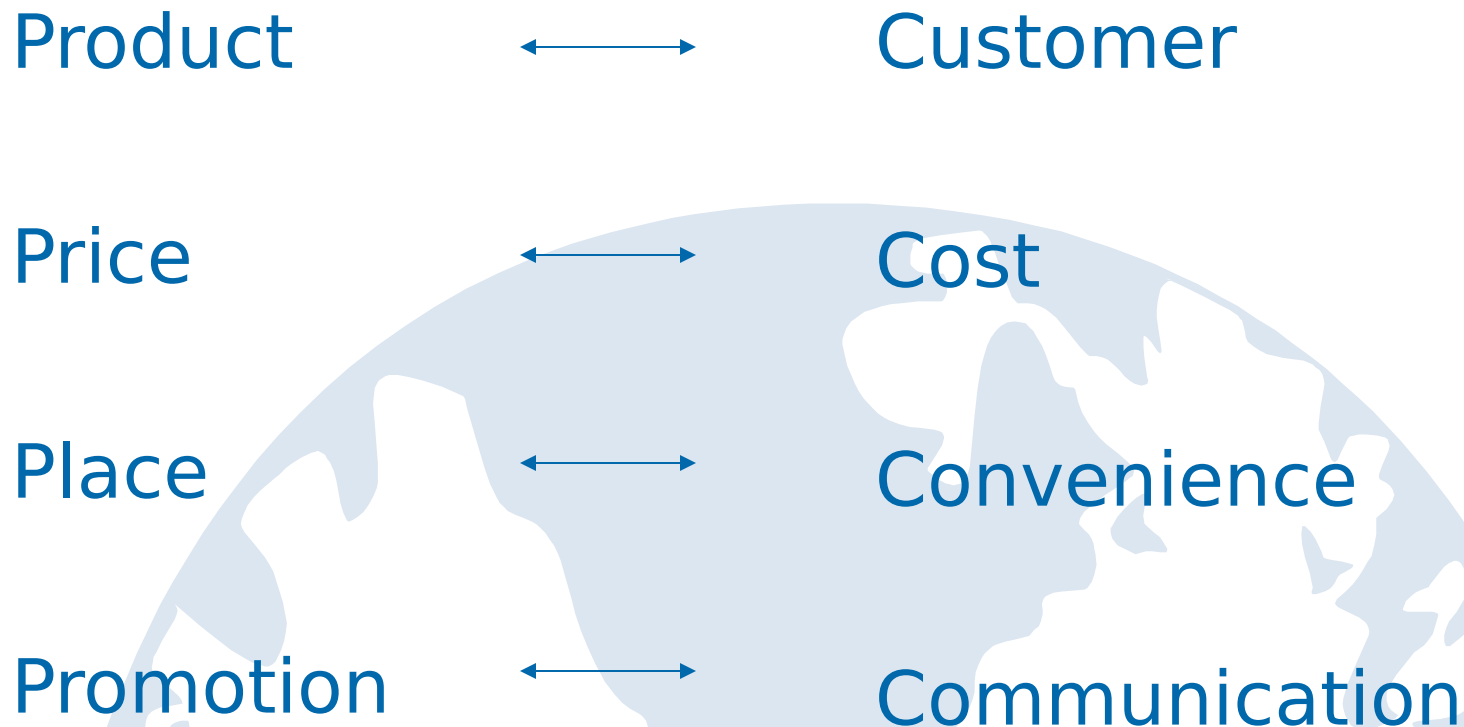 Product Customer
Price Cost
Place Convenience
Promotion Communication